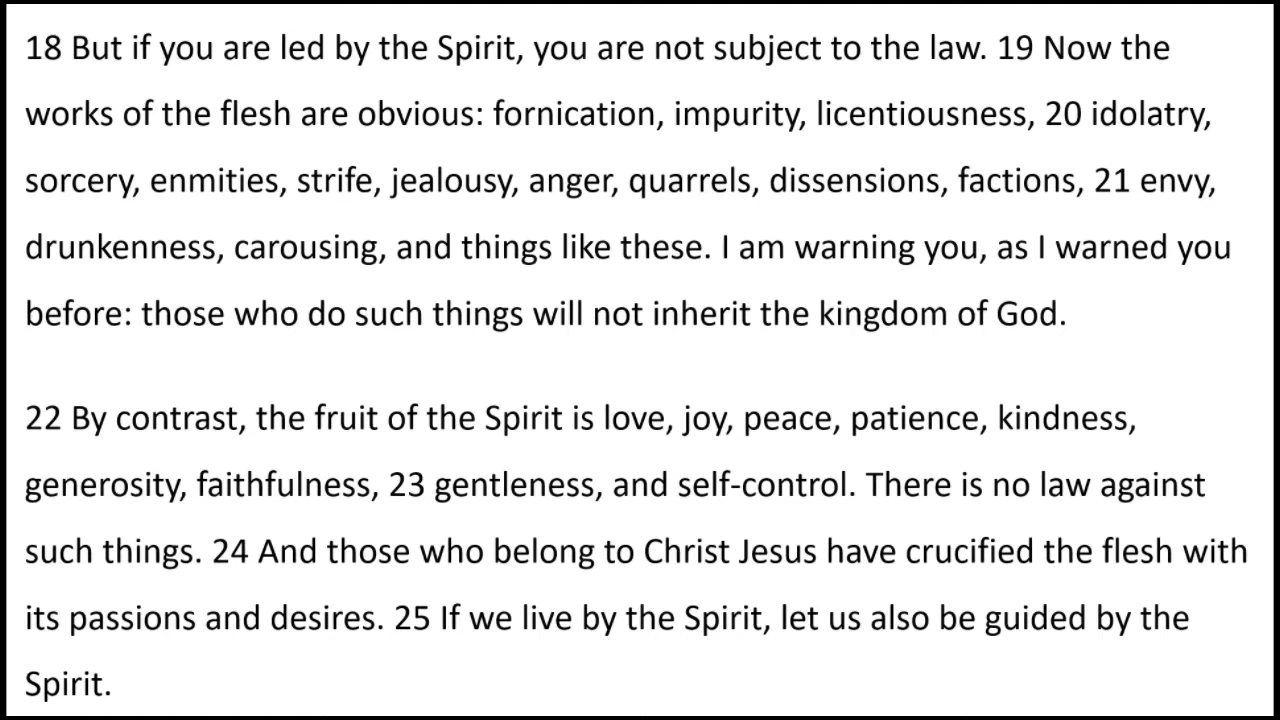 18 But if you are led by the Spirit, you are not subject to the law. 19 Now the
works of the flesh are obvious: fornication, impurity, licentiousness, 20 idolatry,
sorcery, enmities, strife, jealousy, anger, quarrels, dissensions, factions, 21 envy,
drunkenness, carousing, and things like these. I am warning you, as I warned you
before: those who do such things will not inherit the kingdom of God.
22 By contrast, the fruit of the Spirit is love, joy, peace, patience, kindness,
generosity, faithfulness, 23 gentleness, and self-control. There is no law against
such things. 24 And those who belong to Christ Jesus have crucified the flesh with
its passions and desires. 25 If we live by the Spirit, let us also be guided by the
Spirit.